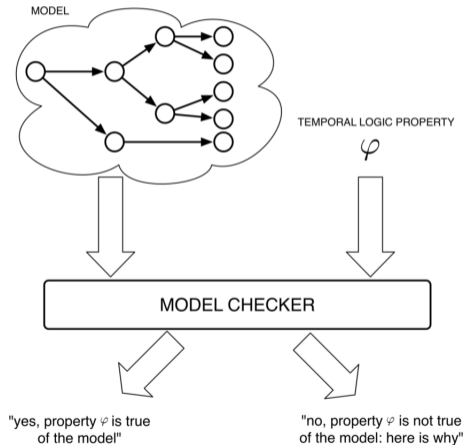 MODEL
TEMPORAL LOGIC PROPERTY
φ
MODEL CHECKER
"yes, property φ is true
of the model"
"no, property φ is not true
of the model: here is why"